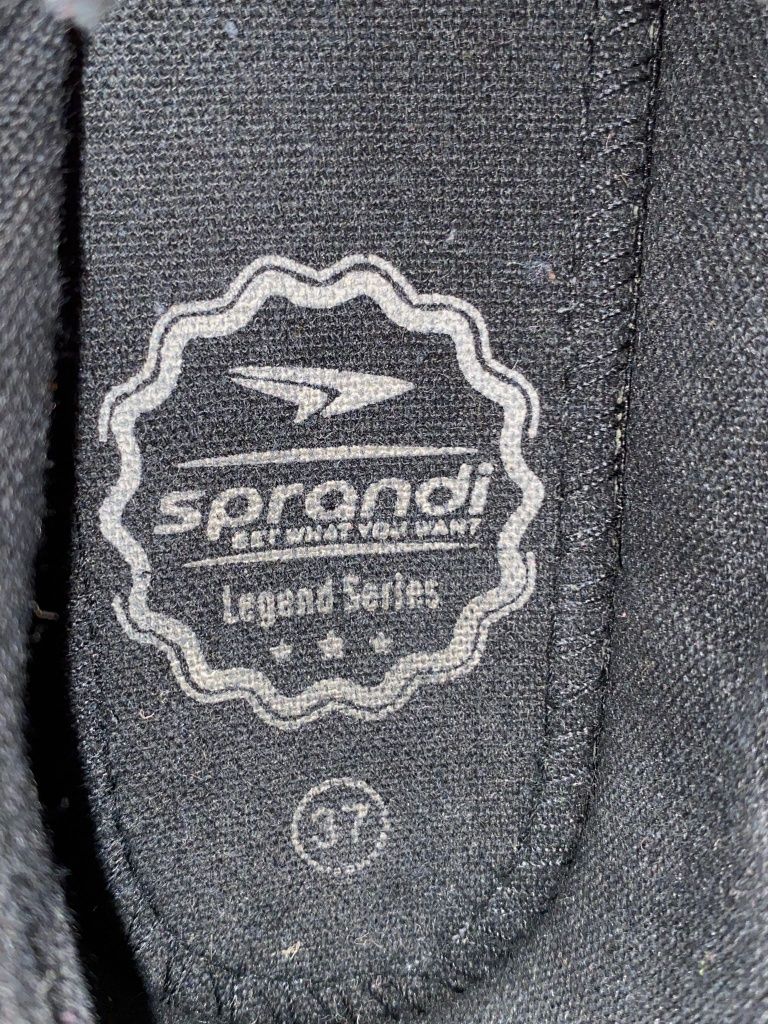 sprandi
GET WHAT YOU WANT
Legend Series
37